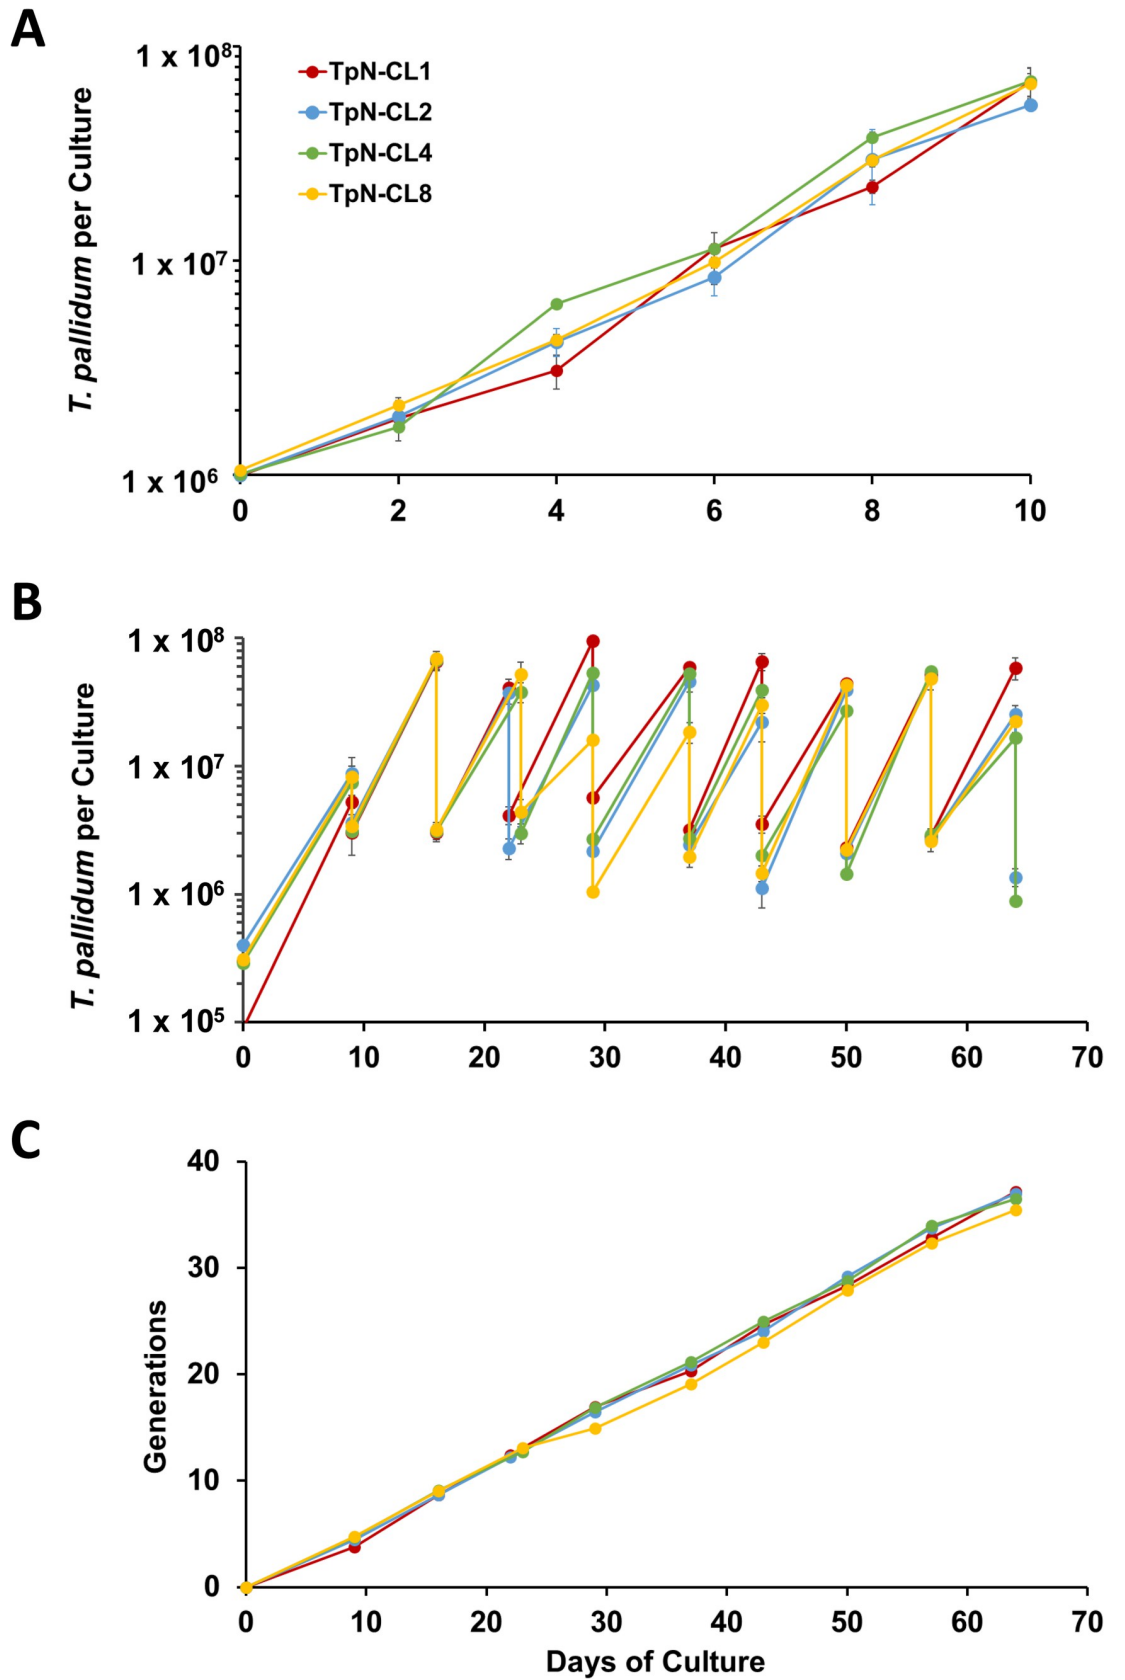 A
1 x 10⁸
1 x 10⁷
1 x 10⁶
T. pallidum per Culture
TpN-CL1
TpN-CL2
TpN-CL4
TpN-CL8
0 2 4 6 8 10
B
1 x 10⁸
1 x 10⁷
1 x 10⁶
1 x 10⁵
T. pallidum per Culture
0 10 20 30 40 50 60 70
C
40
30
20
10
0
Generations
0 10 20 30 40 50 60 70
Days of Culture